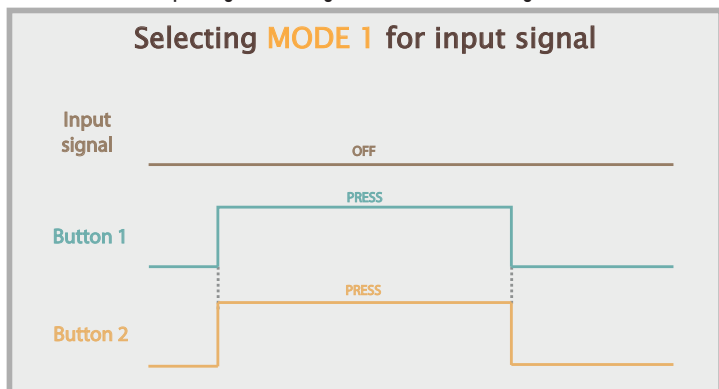 Selecting MODE 1 for input signal
Input
signal
OFF
PRESS
Button 1
PRESS
Button 2